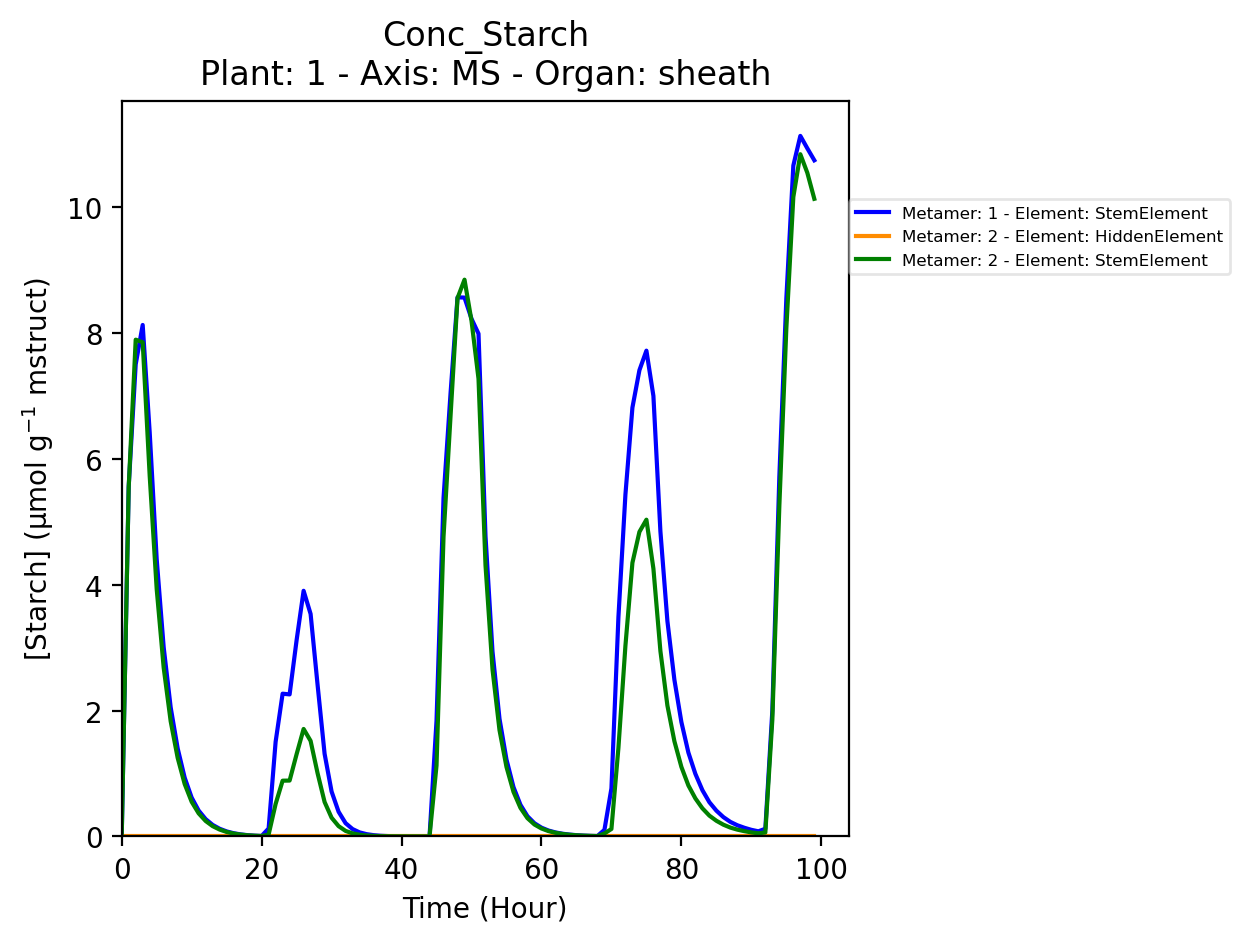 Conc_Starch
Plant: 1 - Axis: MS - Organ: sheath
[Starch] (µmol g⁻¹ mstruct)
10
8
6
4
2
0
0 20 40 60 80 100
Time (Hour)
Metamer: 1 - Element: StemElement
Metamer: 2 - Element: HiddenElement
Metamer: 2 - Element: StemElement